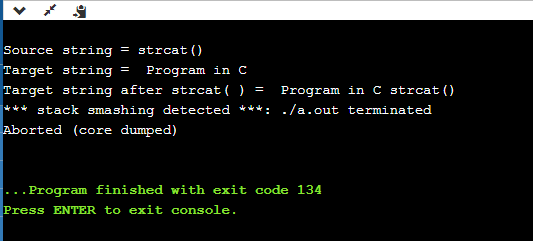 Source string = strcat()
Target string =  Program in C
Target string after strcat( ) =  Program in C strcat()
*** stack smashing detected ***: ./a.out terminated
Aborted (core dumped)
...Program finished with exit code 134
Press ENTER to exit console.